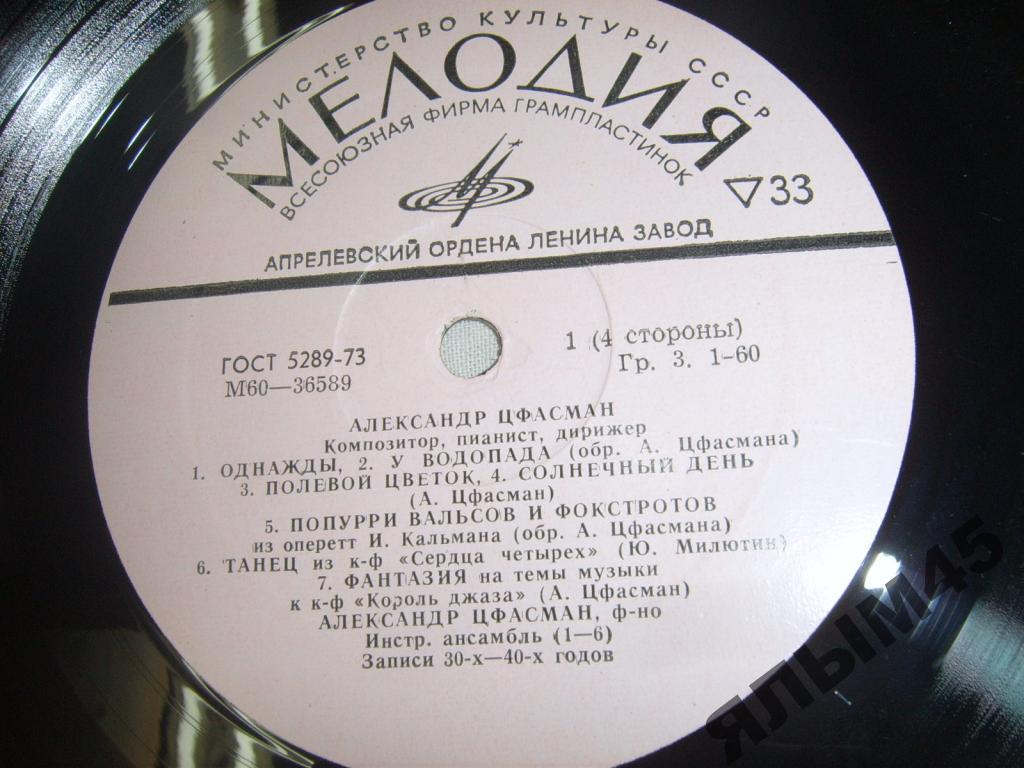 МИНИСТЕРСТВО КУЛЬТУРЫ СССР
МЕЛОДИЯ
ВСЕСОЮЗНАЯ ФИРМА ГРАМПЛАСТИНОК
33
АПРЕЛЕВСКИЙ ОРДЕНА ЛЕНИНА ЗАВОД
ГОСТ 5289-73
М60—36589
1 (4 стороны)
Гр. 3. 1-60
АЛЕКСАНДР ЦФАСМАН
Композитор, пианист, дирижер
1. ОДНАЖДЫ, 2. У ВОДОПАДА (обр. А. Цфасмана)
3. ПОЛЕВОЙ ЦВЕТОК, 4. СОЛНЕЧНЫЙ ДЕНЬ
(А. Цфасман)
5. ПОПУРРИ ВАЛЬСОВ И ФОКСТРОТОВ
из оперетт И. Кальмана (обр. А. Цфасмана)
6. ТАНЕЦ из к-ф «Сердца четырех» (Ю. Милютин)
7. ФАНТАЗИЯ на темы музыки
к к-ф «Король джаза» (А. Цфасман)
АЛЕКСАНДР ЦФАСМАН, ф-но
Инстр. ансамбль (1—6)
Записи 30-х—40-х годов
ЯЛЫМ45